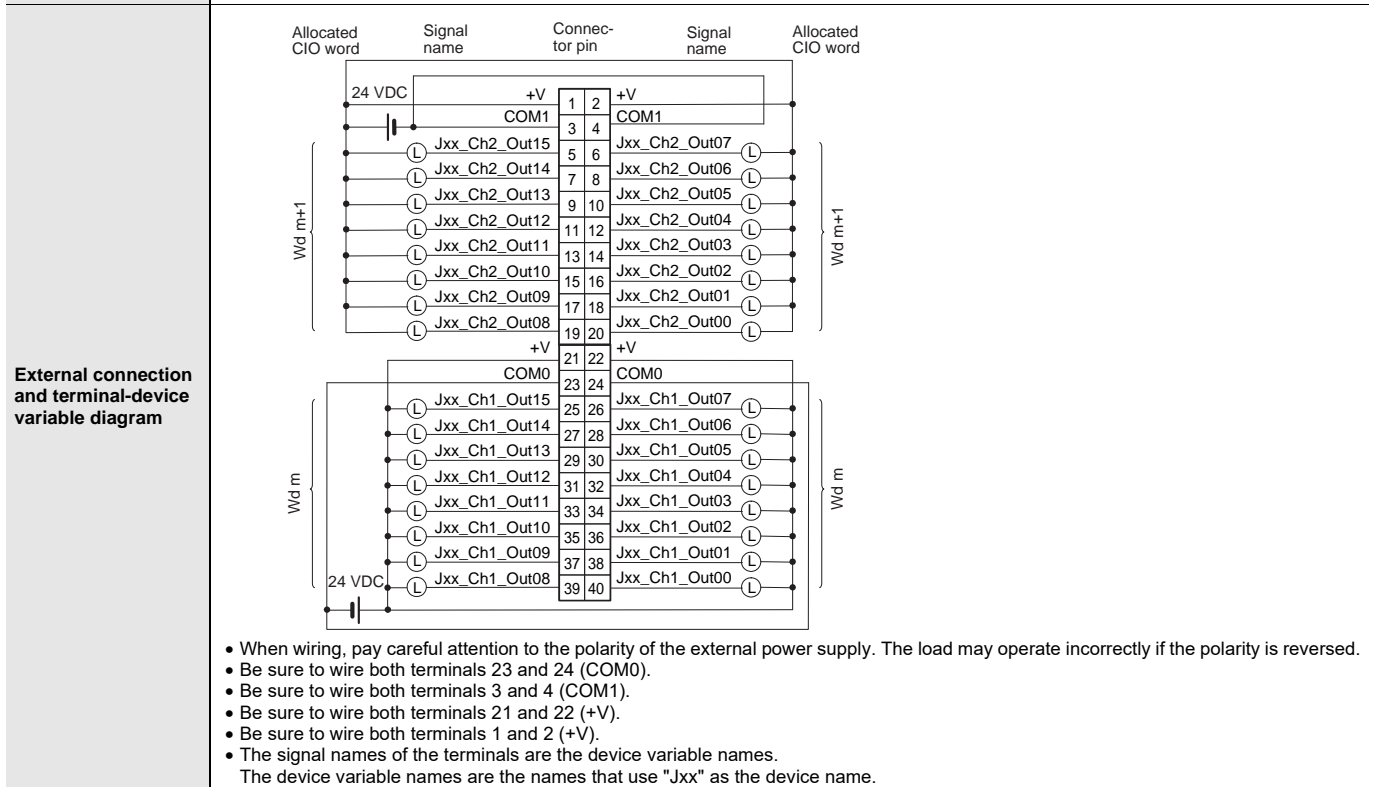 External connection
and terminal-device
variable diagram
Allocated CIO word Signal name Connec-tor pin Signal name Allocated CIO word
24 VDC +V 1 2 +V
COM1 3 4 COM1
Jxx_Ch2_Out15 5 6 Jxx_Ch2_Out07
L L
Jxx_Ch2_Out14 7 8 Jxx_Ch2_Out06
L L
Jxx_Ch2_Out13 9 10 Jxx_Ch2_Out05
L L
Wd m+1 Jxx_Ch2_Out12 11 12 Jxx_Ch2_Out04 Wd m+1
L L
Jxx_Ch2_Out11 13 14 Jxx_Ch2_Out03
L L
Jxx_Ch2_Out10 15 16 Jxx_Ch2_Out02
L L
Jxx_Ch2_Out09 17 18 Jxx_Ch2_Out01
L L
Jxx_Ch2_Out08 19 20 Jxx_Ch2_Out00
L L
+V 21 22 +V
COM0 23 24 COM0
Jxx_Ch1_Out15 25 26 Jxx_Ch1_Out07
L L
Jxx_Ch1_Out14 27 28 Jxx_Ch1_Out06
L L
Jxx_Ch1_Out13 29 30 Jxx_Ch1_Out05
L L
Wd m Jxx_Ch1_Out12 31 32 Jxx_Ch1_Out04 Wd m
L L
Jxx_Ch1_Out11 33 34 Jxx_Ch1_Out03
L L
Jxx_Ch1_Out10 35 36 Jxx_Ch1_Out02
L L
Jxx_Ch1_Out09 37 38 Jxx_Ch1_Out01
L L
24 VDC Jxx_Ch1_Out08 39 40 Jxx_Ch1_Out00
L L
• When wiring, pay careful attention to the polarity of the external power supply. The load may operate incorrectly if the polarity is reversed.
• Be sure to wire both terminals 23 and 24 (COM0).
• Be sure to wire both terminals 3 and 4 (COM1).
• Be sure to wire both terminals 21 and 22 (+V).
• Be sure to wire both terminals 1 and 2 (+V).
• The signal names of the terminals are the device variable names.
The device variable names are the names that use "Jxx" as the device name.